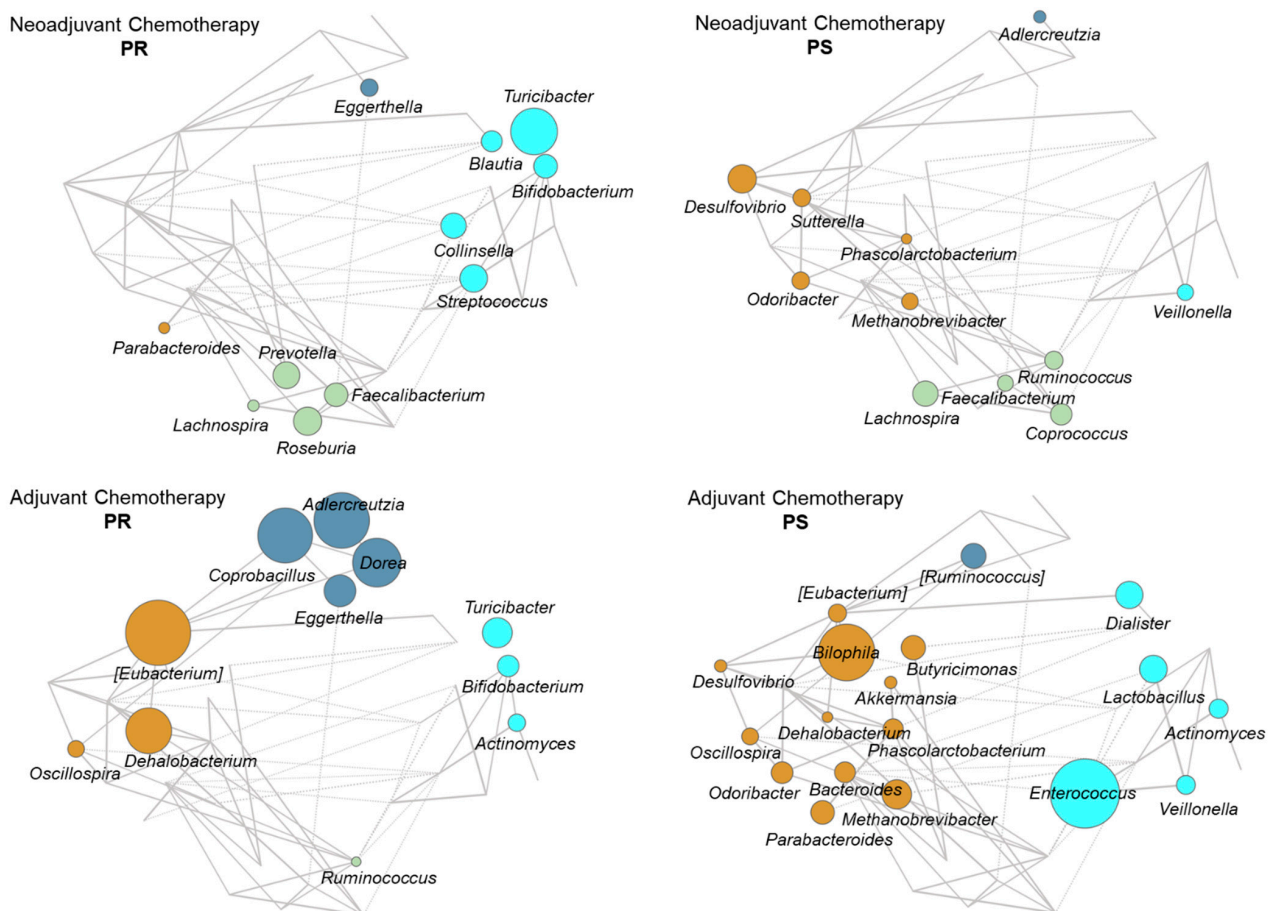 Neoadjuvant Chemotherapy
PR
Eggerthella
Turicibacter
Blautia
Bifidobacterium
Collinsella
Streptococcus
Parabacteroides
Prevotella
Faecalibacterium
Lachnospira
Roseburia
Neoadjuvant Chemotherapy
PS
Adlercreutzia
Desulfovibrio
Sutterella
Phascolarctobacterium
Odoribacter
Methanobrevibacter
Veillonella
Ruminococcus
Faecalibacterium
Lachnospira
Coprococcus
Adjuvant Chemotherapy
PR
Adlercreutzia
Dorea
Coprobacillus
Eggerthella
Turicibacter
[Eubacterium]
Bifidobacterium
Actinomyces
Dehalobacterium
Oscillospira
Ruminococcus
Adjuvant Chemotherapy
PS
[Ruminococcus]
[Eubacterium]
Dialister
Bilophila
Butyricimonas
Desulfovibrio
Akkermansia
Lactobacillus
Dehalobacterium
Actinomyces
Oscillospira
Phascolarctobacterium
Odoribacter
Bacteroides
Enterococcus
Veillonella
Methanobrevibacter
Parabacteroides